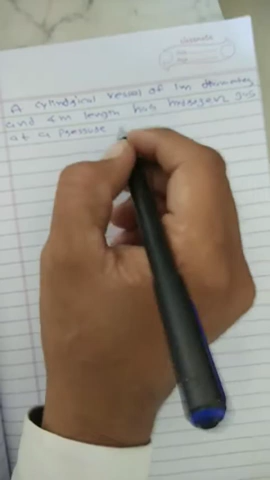 A cylindrical vessel of 1m diameter
and 4m length has hydrogen gas
at a pressure